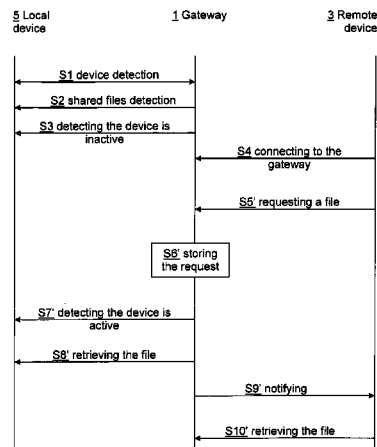 5 Local
device
1 Gateway
3 Remote
device
S1 device detection
S2 shared files detection
S3 detecting the device is
inactive
S4 connecting to the
gateway
S5' requesting a file
S6' storing
the request
S7' detecting the device is
active
S8' retrieving the file
S9' notifying
S10' retrieving the file